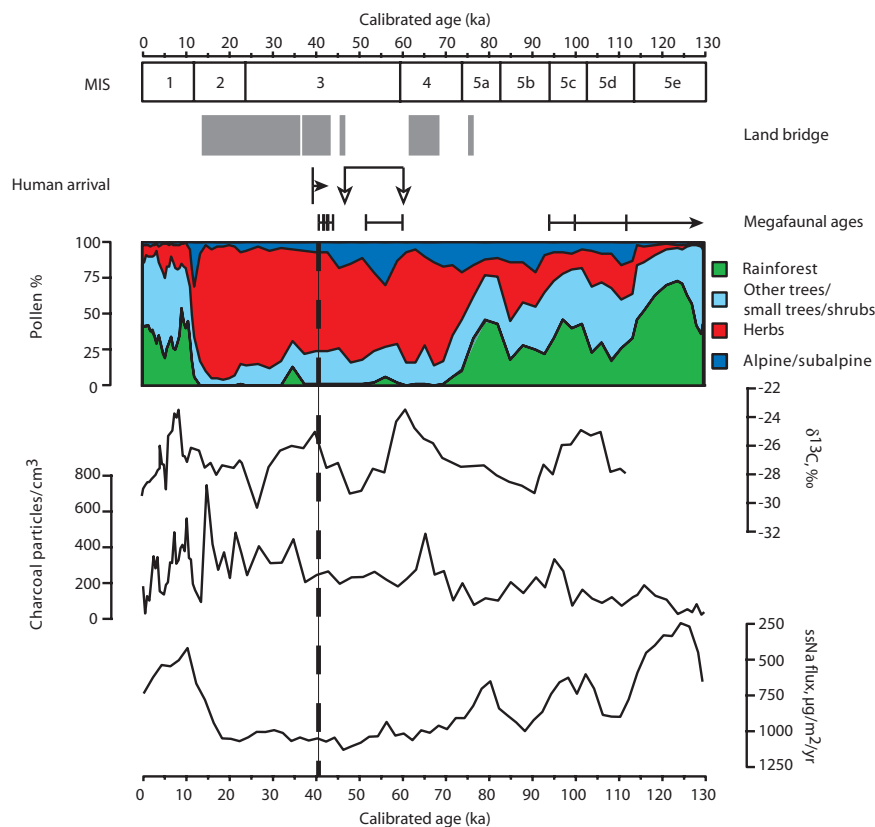 Calibrated age (ka)
0 10 20 30 40 50 60 70 80 90 100 110 120 130
MIS 1 2 3 4 5a 5b 5c 5d 5e
Land bridge
Human arrival
Megafaunal ages
Pollen %
100
75
50
25
0
Rainforest
Other trees/
small trees/shrubs
Herbs
Alpine/subalpine
-22
-24
-26
-28
-30
-32
δ13C, ‰
Charcoal particles/cm3
800
600
400
200
0
250
500
750
1000
1250
ssNa flux, µg/m2/yr
0 10 20 30 40 50 60 70 80 90 100 110 120 130
Calibrated age (ka)